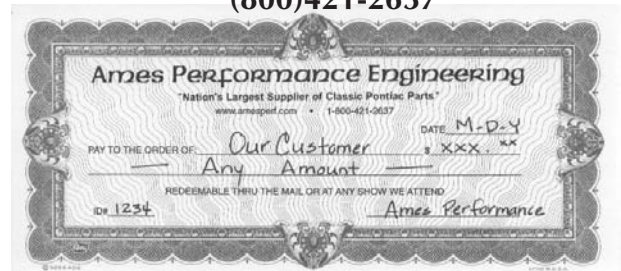 (800)421-2637
Ames Performance Engineering
"Nation's Largest Supplier of Classic Pontiac Parts"
www.amesperf.com • 1-800-421-2637
DATE M-D-Y
PAY TO THE ORDER OF: Our Customer $ XXX.xx
— Any Amount —
REDEEMABLE THRU THE MAIL OR AT ANY SHOW WE ATTEND
ID# 1234 Ames Performance